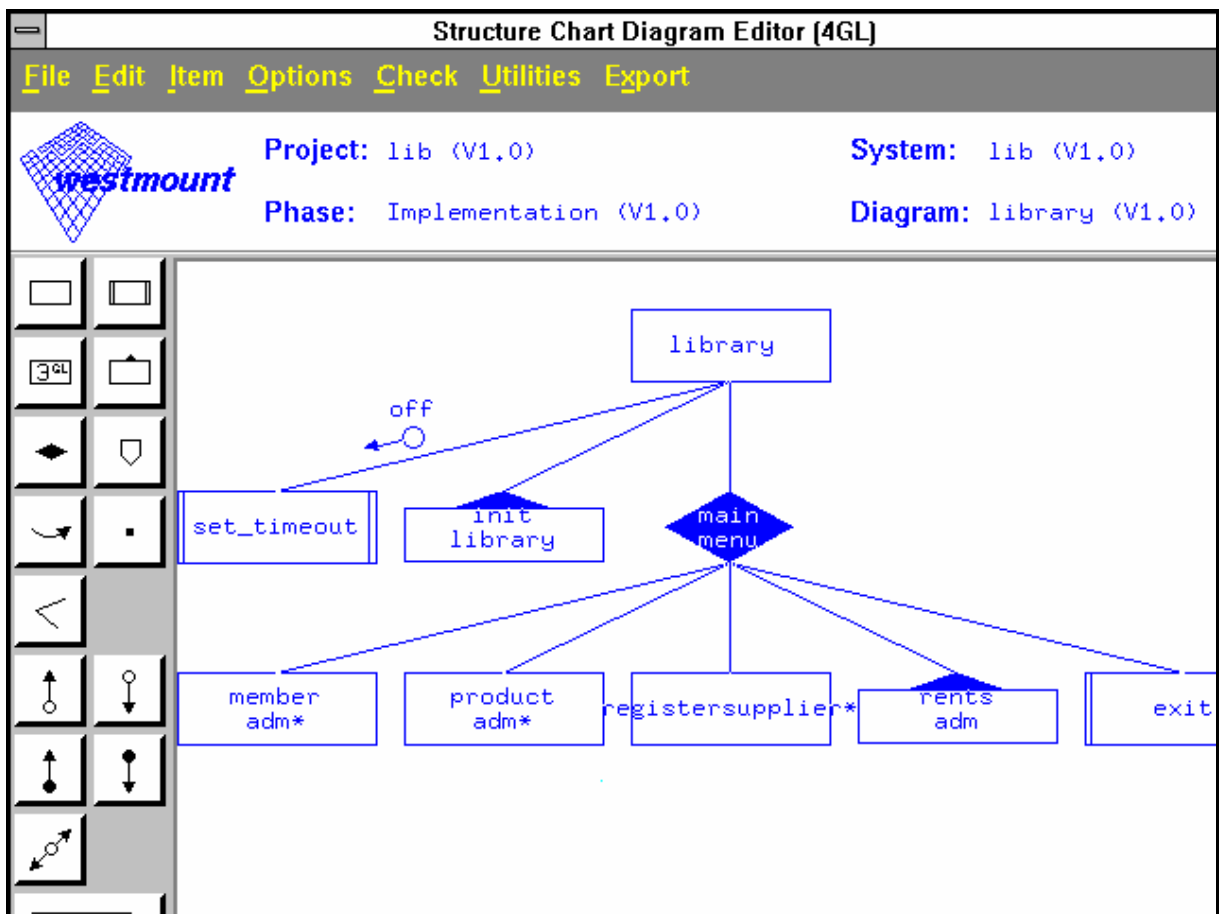 Structure Chart Diagram Editor (4GL)
File Edit Item Options Check Utilities Export
westmount
Project: lib (V1.0)
System: lib (V1.0)
Phase: Implementation (V1.0)
Diagram: library (V1.0)
3GL
library
off
set_timeout
init
library
main
menu
member
adm*
product
adm*
registersupplier*
rents
adm
exit